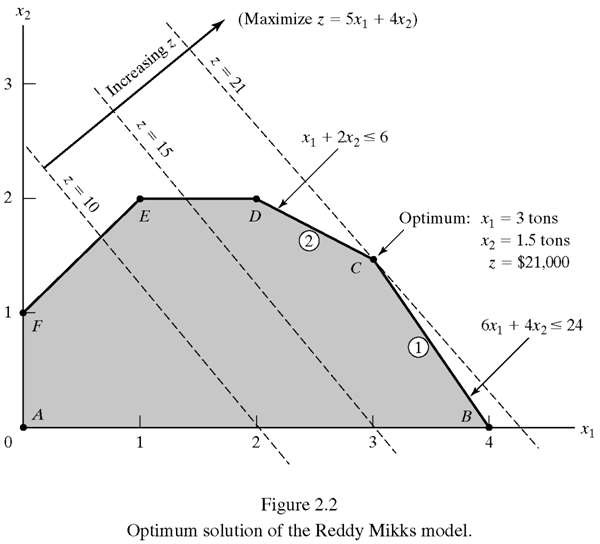 x₂
(Maximize z = 5x₁ + 4x₂)
Increasing z
z = 21
3
z = 15
x₁ + 2x₂ ≤ 6
z = 10
2
E
D
Optimum: x₁ = 3 tons
x₂ = 1.5 tons
z = $21,000
2
C
1
F
6x₁ + 4x₂ ≤ 24
1
A
B
x₁
0
1
2
3
4
Figure 2.2
Optimum solution of the Reddy Mikks model.